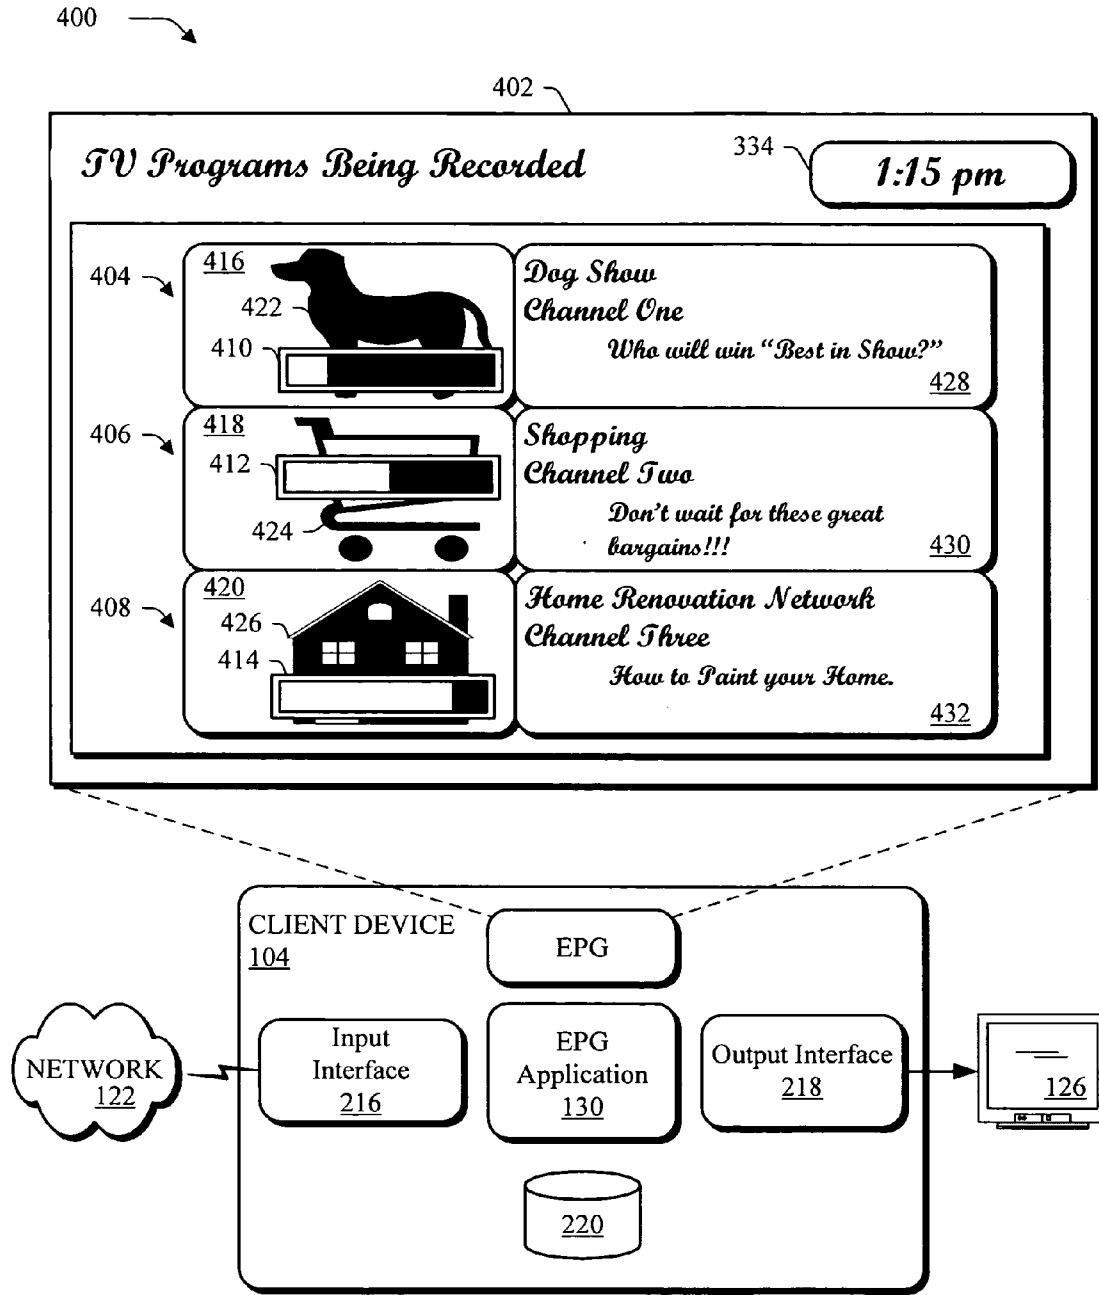 400
402
TV Programs Being Recorded
334
1:15 pm
404
416
422
410
Dog Show
Channel One
Who will win “Best in Show?”
428
406
418
412
424
Shopping
Channel Two
Don't wait for these great
bargains!!!
430
408
420
426
414
Home Renovation Network
Channel Three
How to Paint your Home.
432
CLIENT DEVICE
104
EPG
NETWORK
122
Input
Interface
216
EPG
Application
130
Output Interface
218
126
220